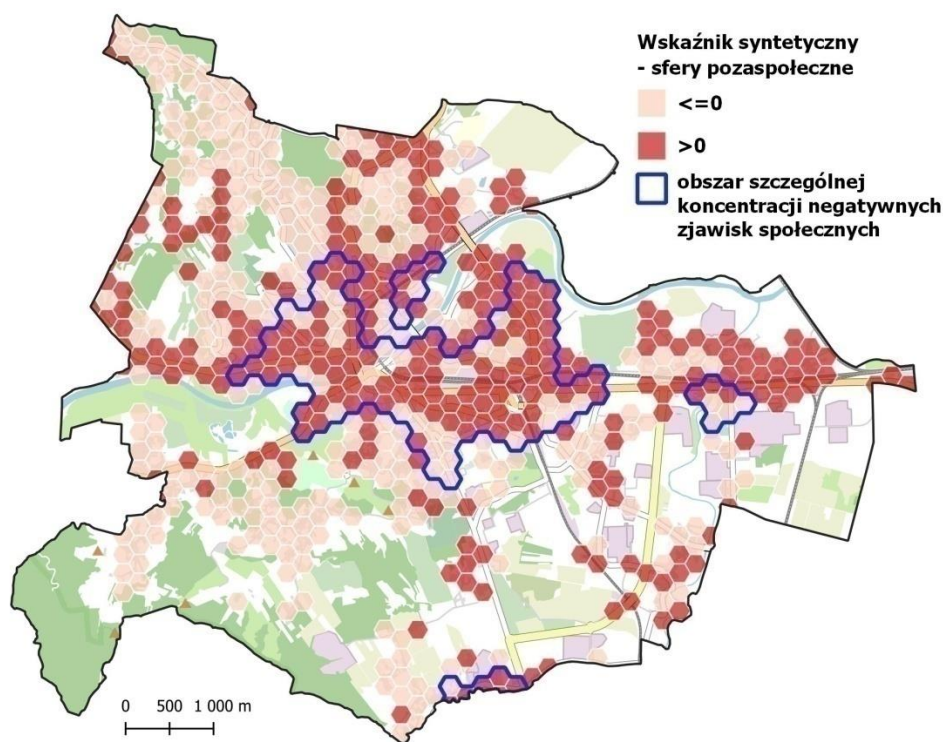 Wskaźnik syntetyczny
- sfery pozaspołeczne
<=0
>0
obszar szczególnej
koncentracji negatywnych
zjawisk społecznych
0 500 1 000 m